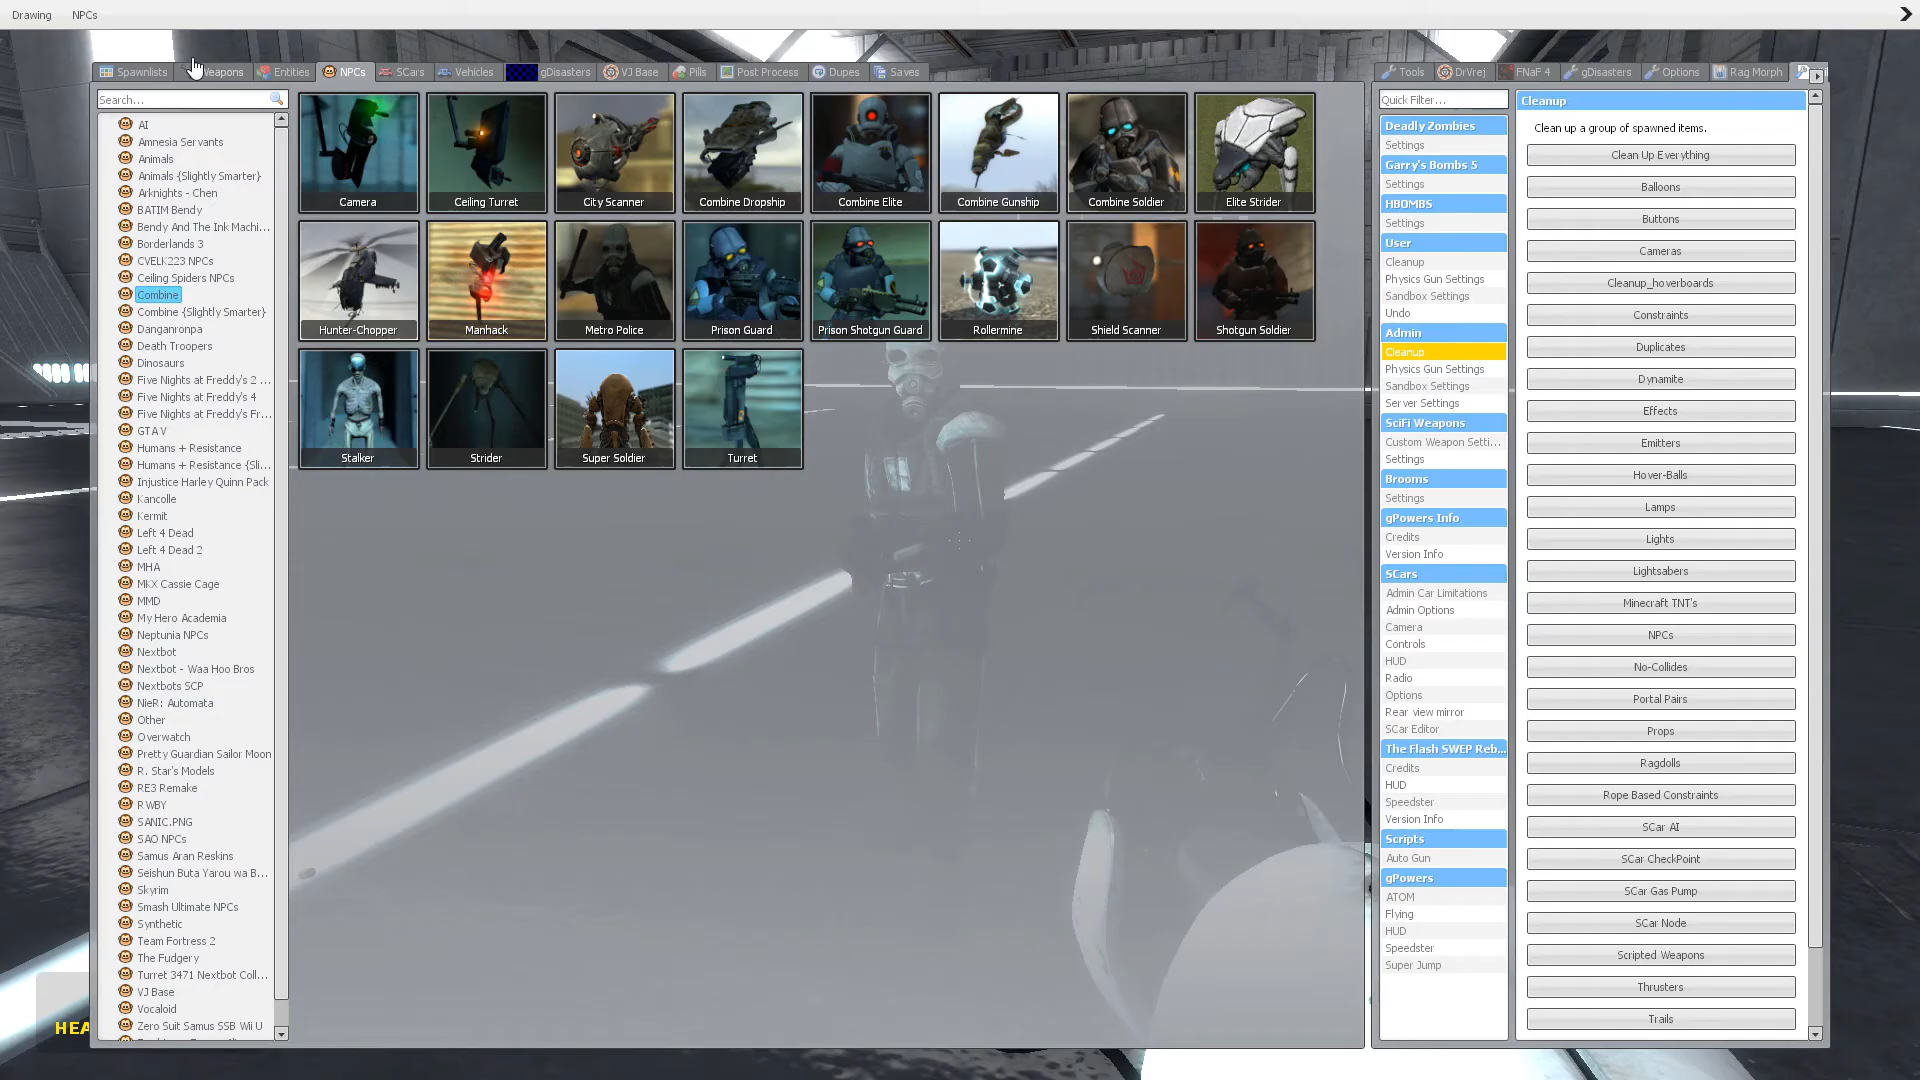 Drawing NPCs
Spawnlists Weapons Entities NPCs SCars Vehicles gDisasters VJ Base Pills Post Process Dupes Saves
Search...
AI
Amnesia Servants
Animals
Animals {Slightly Smarter}
Arknights - Chen
BATIM Bendy
Bendy And The Ink Machi...
Borderlands 3
CVELK223 NPCs
Ceiling Spiders NPCs
Combine
Combine {Slightly Smarter}
Danganronpa
Death Troopers
Dinosaurs
Five Nights at Freddy's 2 ...
Five Nights at Freddy's 4
Five Nights at Freddy's Fr...
GTA V
Humans + Resistance
Humans + Resistance {Sli...
Injustice Harley Quinn Pack
Kancolle
Kermit
Left 4 Dead
Left 4 Dead 2
MHA
MKX Cassie Cage
MMD
My Hero Academia
Neptunia NPCs
Nextbot
Nextbot - Waa Hoo Bros
Nextbots SCP
NieR: Automata
Other
Overwatch
Pretty Guardian Sailor Moon
R. Star's Models
RE3 Remake
RWBY
SANIC.PNG
SAO NPCs
Samus Aran Reskins
Seishun Buta Yarou wa B...
Skyrim
Smash Ultimate NPCs
Synthetic
Team Fortress 2
The Fudgery
Turret 3471 Nextbot Coll...
VJ Base
Vocaloid
Zero Suit Samus SSB Wii U
HEA
Camera Ceiling Turret City Scanner Combine Dropship Combine Elite Combine Gunship Combine Soldier Elite Strider
Hunter-Chopper Manhack Metro Police Prison Guard Prison Shotgun Guard Rollermine Shield Scanner Shotgun Soldier
Stalker Strider Super Soldier Turret
Tools DrVrej FNaF 4 gDisasters Options Rag Morph
Quick Filter...
Deadly Zombies
Settings
Garry's Bombs 5
Settings
HBOMBS
Settings
User
Cleanup
Physics Gun Settings
Sandbox Settings
Undo
Admin
Cleanup
Physics Gun Settings
Sandbox Settings
Server Settings
SciFi Weapons
Custom Weapon Setti...
Settings
Brooms
Settings
gPowers Info
Credits
Version Info
SCars
Admin Car Limitations
Admin Options
Camera
Controls
HUD
Radio
Options
Rear view mirror
SCar Editor
The Flash SWEP Reb...
Credits
HUD
Speedster
Version Info
Scripts
Auto Gun
gPowers
ATOM
Flying
HUD
Speedster
Super Jump
Cleanup
Clean up a group of spawned items.
Clean Up Everything
Balloons
Buttons
Cameras
Cleanup_hoverboards
Constraints
Duplicates
Dynamite
Effects
Emitters
Hover-Balls
Lamps
Lights
Lightsabers
Minecraft TNT's
NPCs
No-Collides
Portal Pairs
Props
Ragdolls
Rope Based Constraints
SCar AI
SCar CheckPoint
SCar Gas Pump
SCar Node
Scripted Weapons
Thrusters
Trails